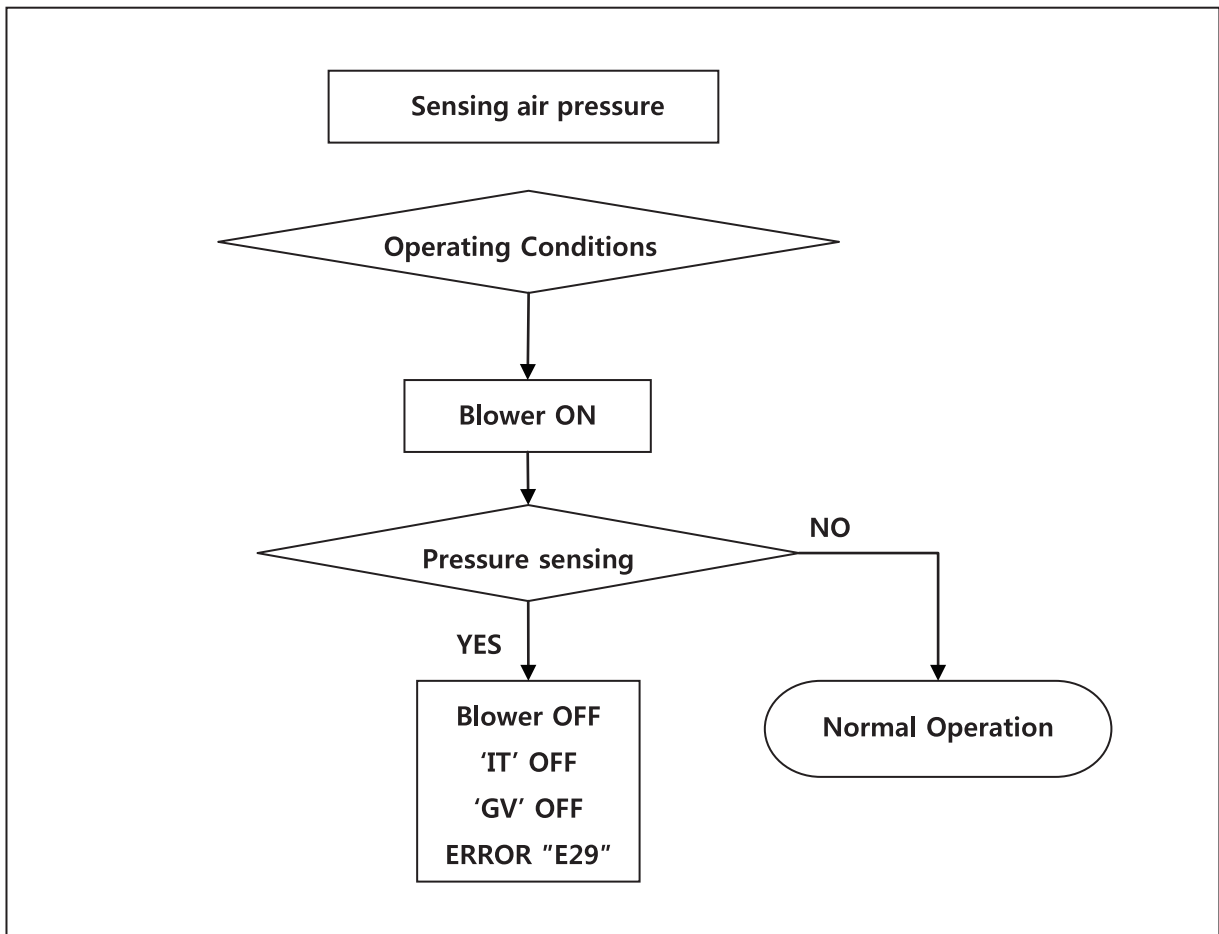 Sensing air pressure
Operating Conditions
Blower ON
Pressure sensing
NO
YES
Blower OFF
‘IT’ OFF
‘GV’ OFF
ERROR ”E29”
Normal Operation